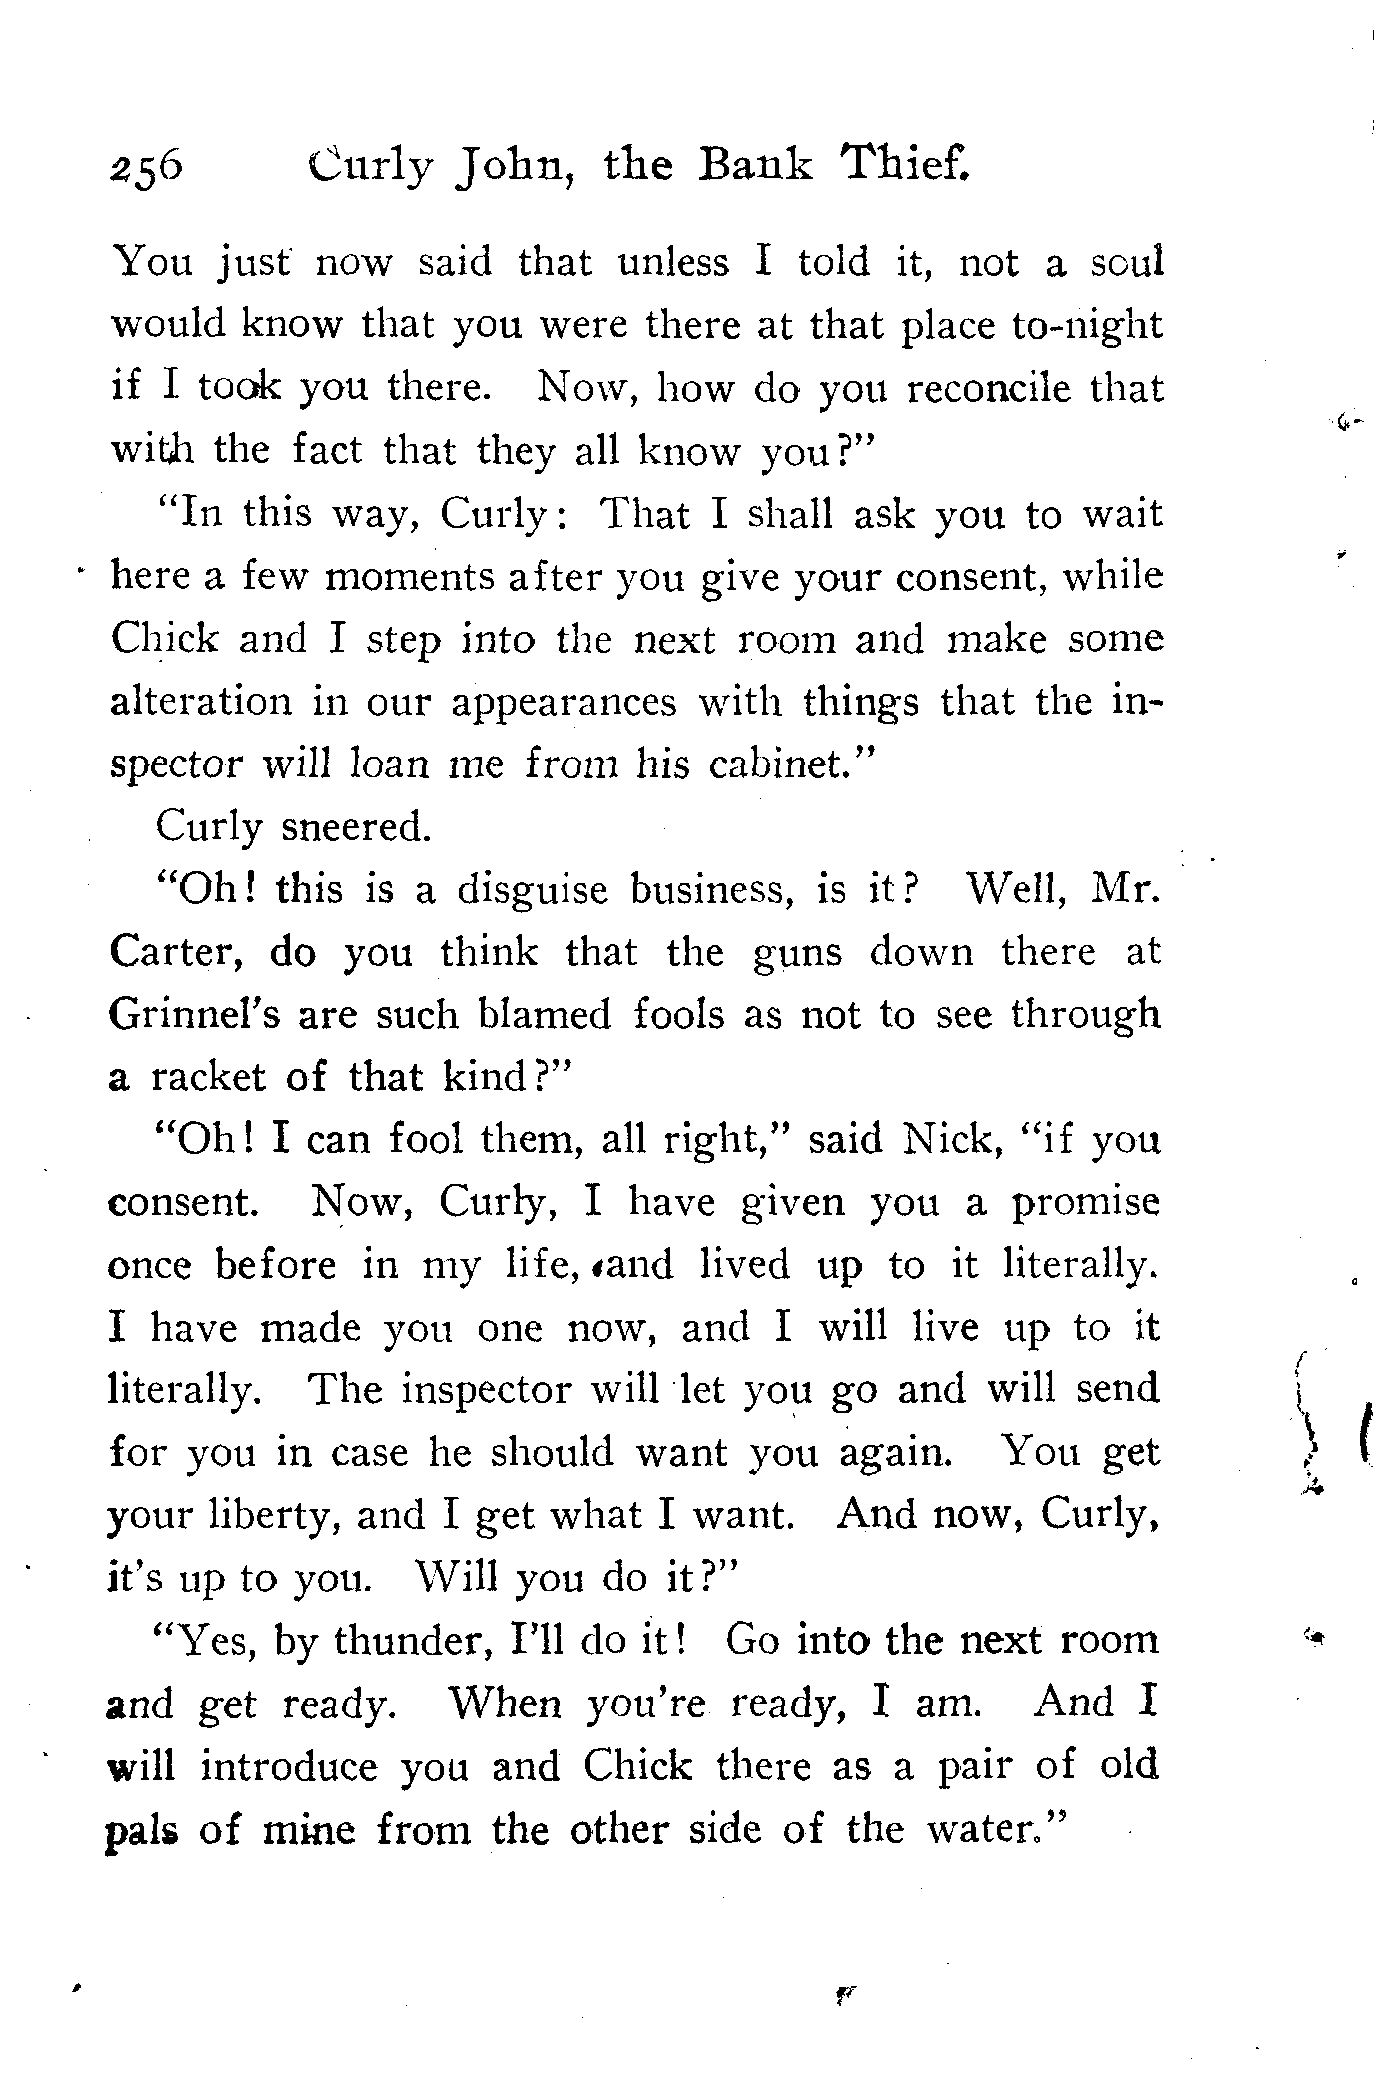 256 Curly John, the Bank Thief.
You just now said that unless I told it, not a soul
would know that you were there at that place to-night
if I took you there. Now, how do you reconcile that
with the fact that they all know you?"
"In this way, Curly: That I shall ask you to wait
here a few moments after you give your consent, while
Chick and I step into the next room and make some
alteration in our appearances with things that the in-
spector will loan me from his cabinet."
Curly sneered.
"Oh! this is a disguise business, is it? Well, Mr.
Carter, do you think that the guns down there at
Grinnel's are such blamed fools as not to see through
a racket of that kind?"
"Oh! I can fool them, all right," said Nick, "if you
consent. Now, Curly, I have given you a promise
once before in my life, and lived up to it literally.
I have made you one now, and I will live up to it
literally. The inspector will let you go and will send
for you in case he should want you again. You get
your liberty, and I get what I want. And now, Curly,
it's up to you. Will you do it?"
"Yes, by thunder, I'll do it! Go into the next room
and get ready. When you're ready, I am. And I
will introduce you and Chick there as a pair of old
pals of mine from the other side of the water."